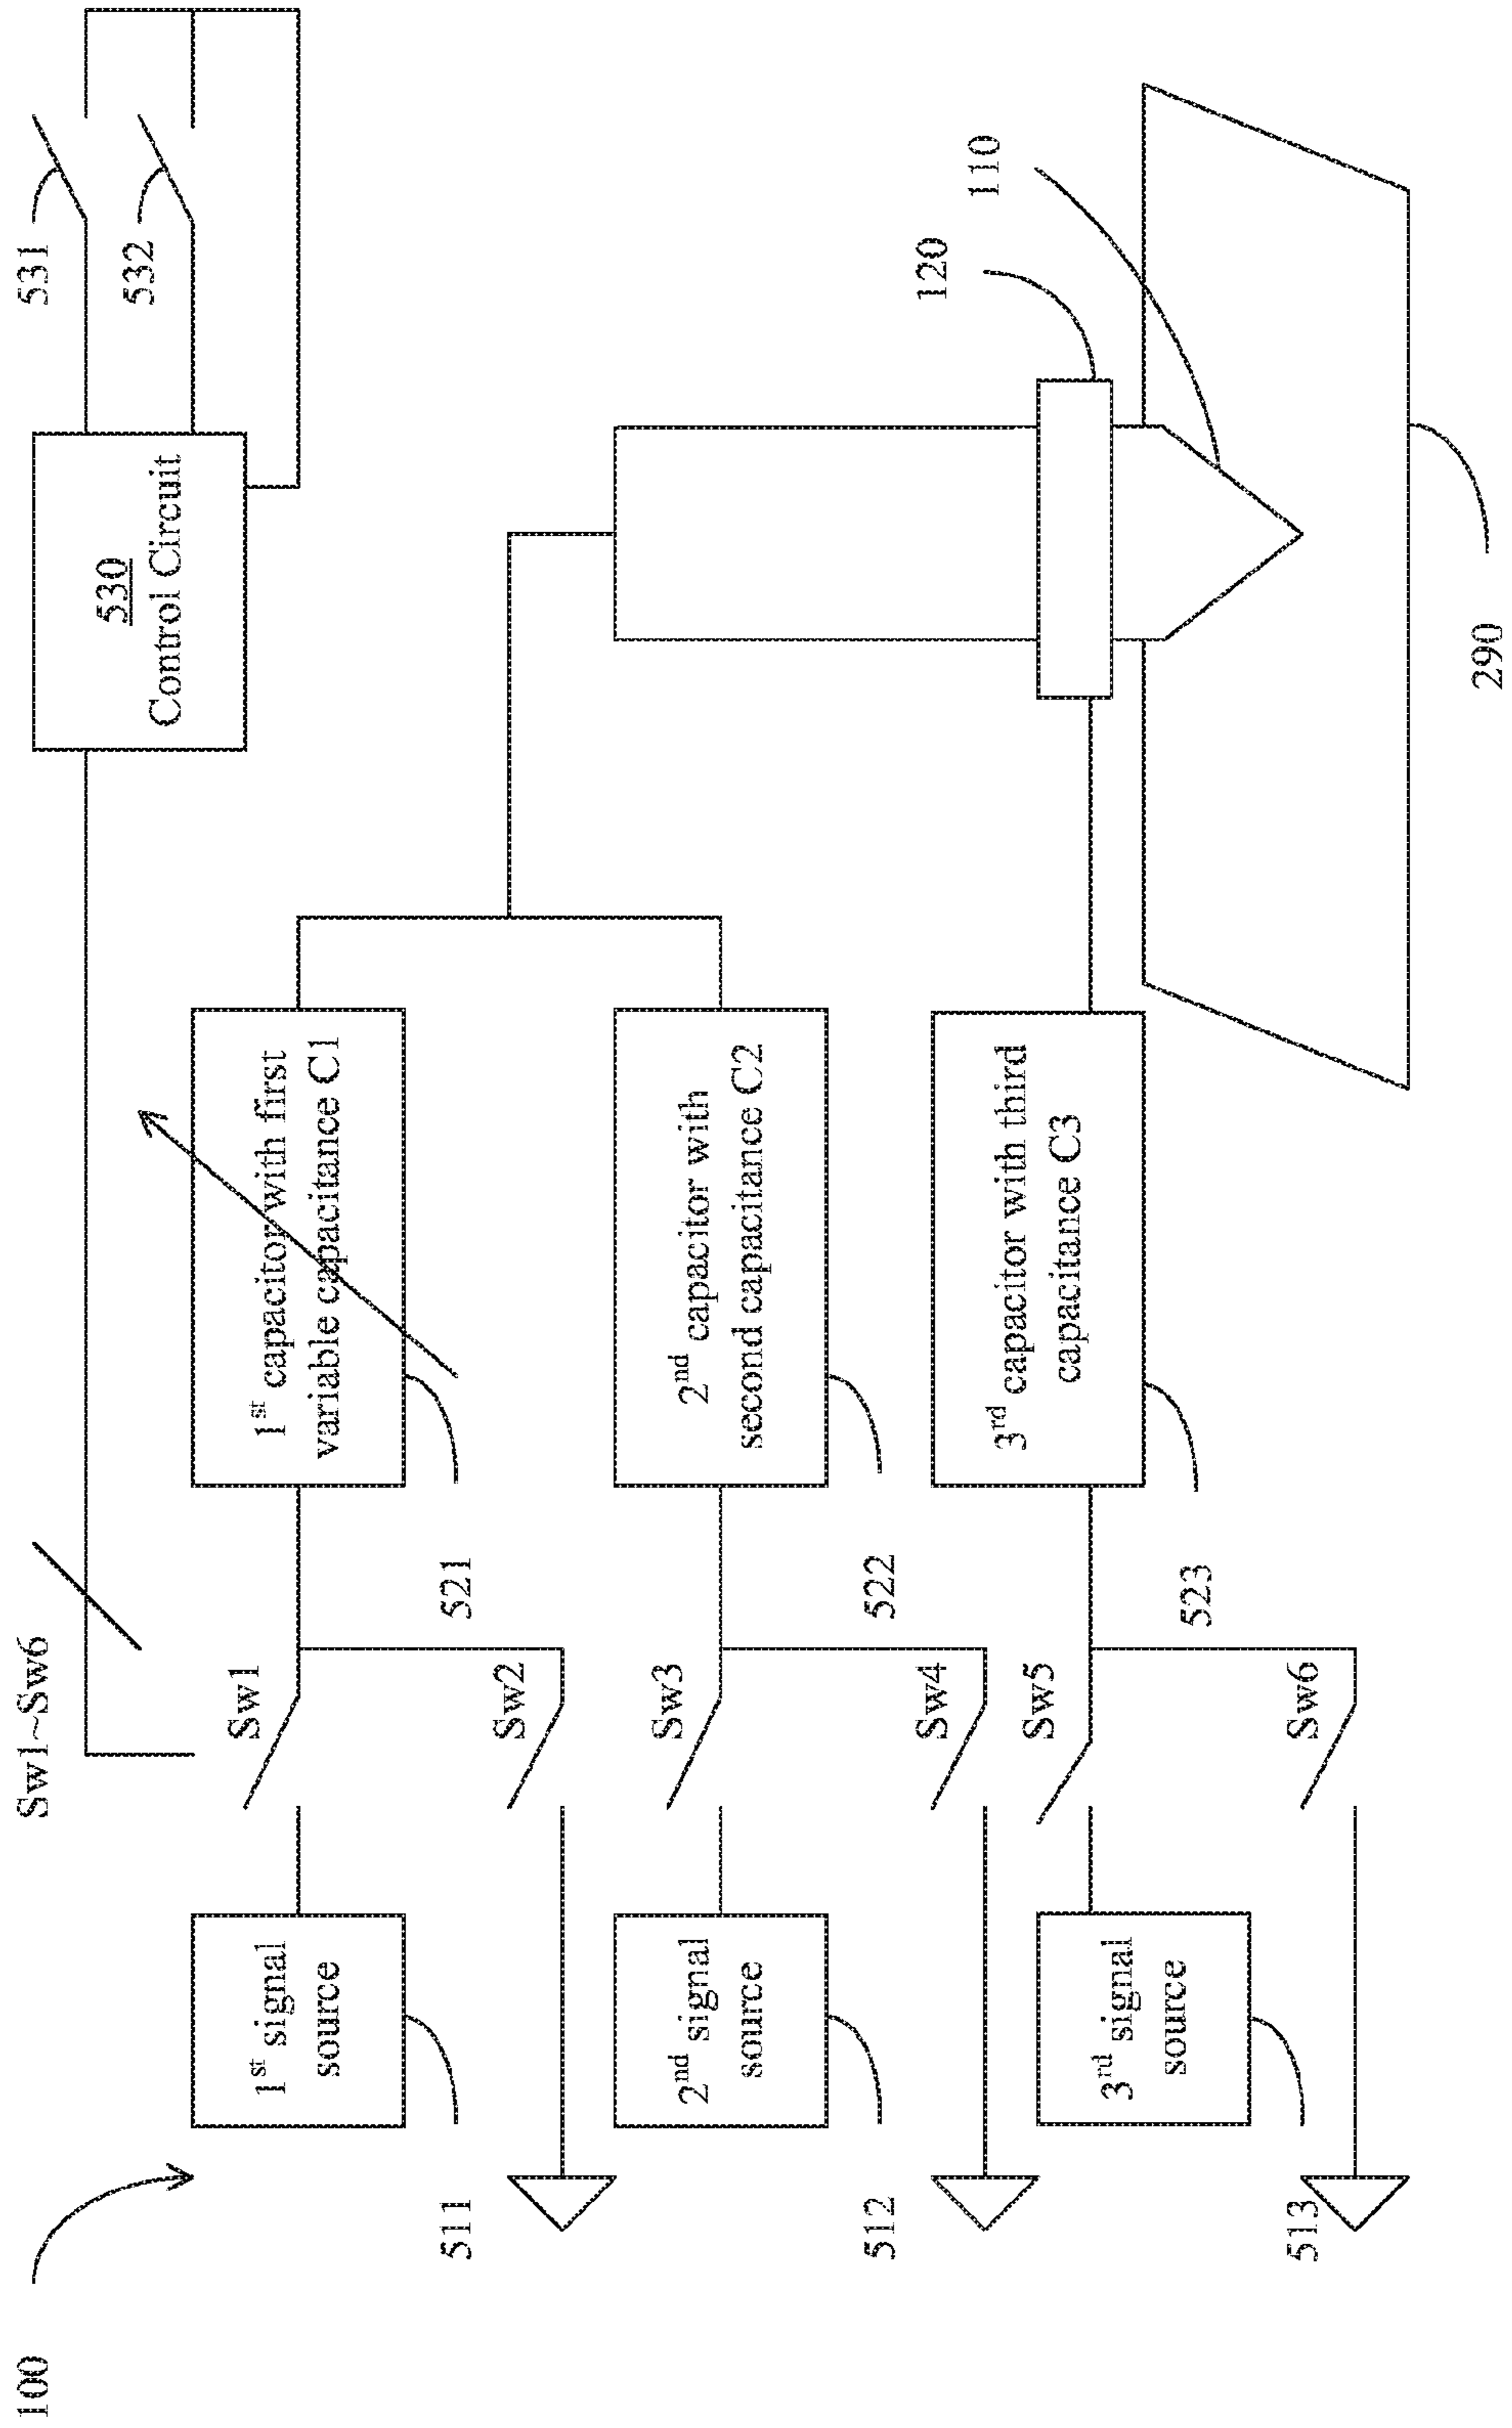 100
Sw1~Sw6
530
Control Circuit
531
532
1st signal
source
511
Sw1
1st capacitor with first
variable capacitance C1
521
Sw2
2nd signal
source
512
Sw3
2nd capacitor with
second capacitance C2
522
Sw4
3rd signal
source
513
Sw5
3rd capacitor with third
capacitance C3
523
Sw6
120
110
290